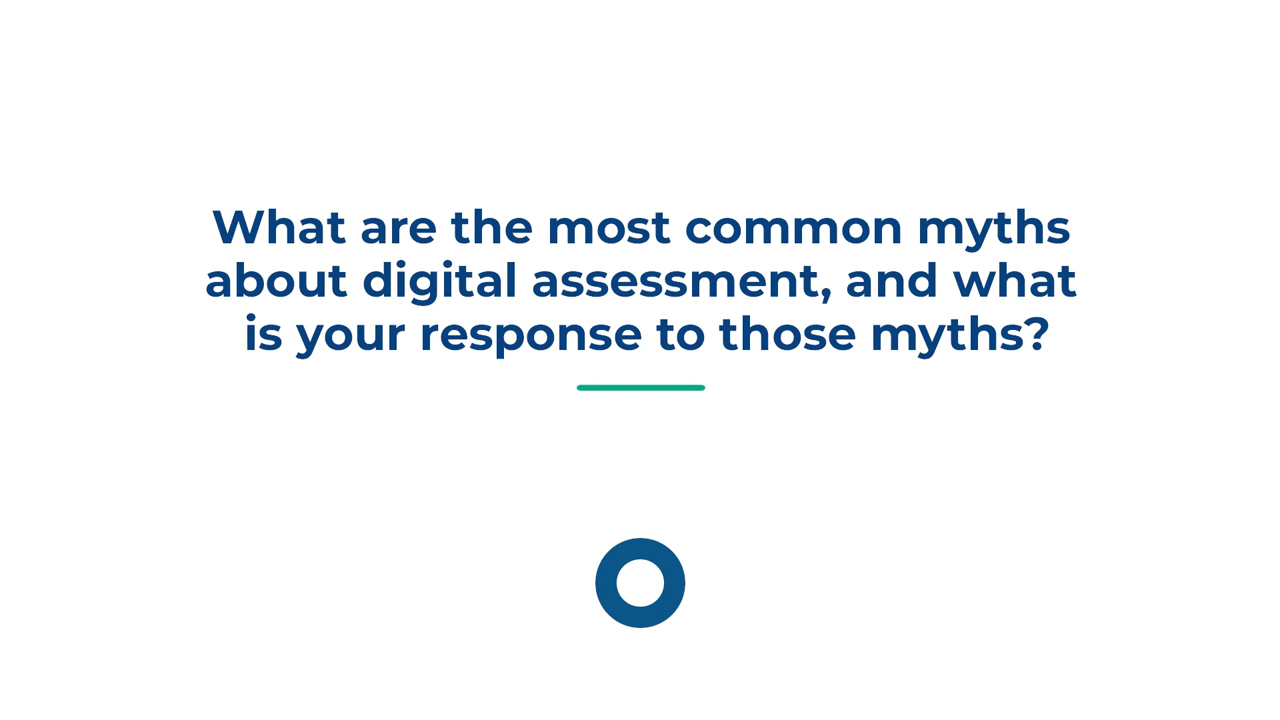 What are the most common myths
about digital assessment, and what
is your response to those myths?